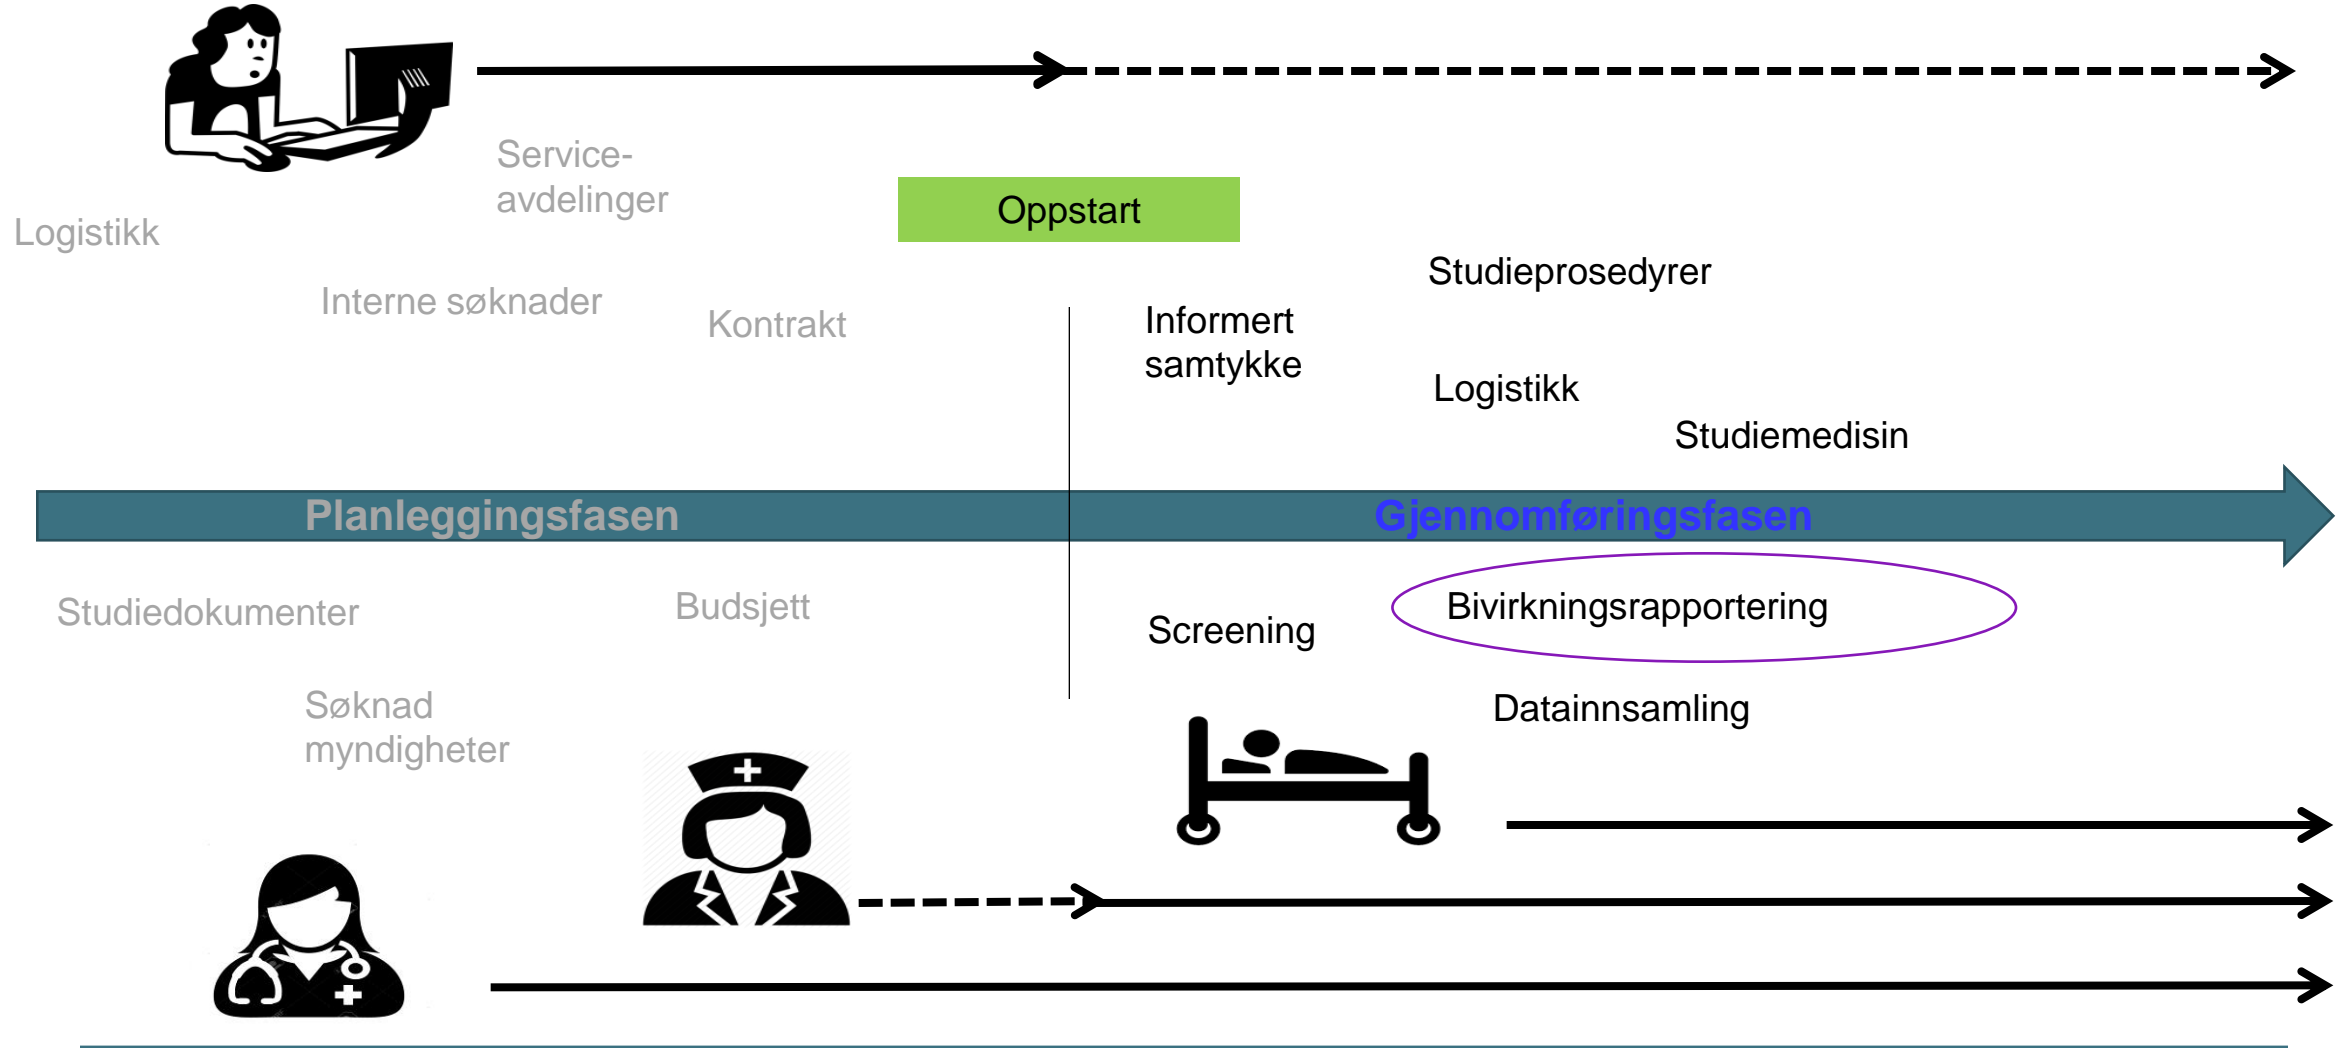 Service-
avdelinger
Logistikk
Interne søknader
Kontrakt
Oppstart
Studieprosedyrer
Informert
samtykke
Logistikk
Studiemedisin
Planleggingsfasen
Gjennomføringsfasen
Studiedokumenter
Budsjett
Søknad
myndigheter
Screening
Bivirkningsrapportering
Datainnsamling